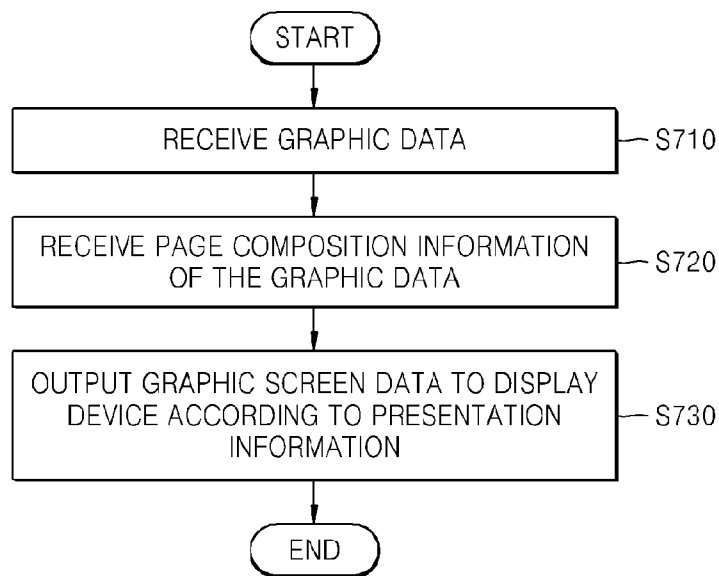 START
RECEIVE GRAPHIC DATA
S710
RECEIVE PAGE COMPOSITION INFORMATION
OF THE GRAPHIC DATA
S720
OUTPUT GRAPHIC SCREEN DATA TO DISPLAY
DEVICE ACCORDING TO PRESENTATION
INFORMATION
S730
END